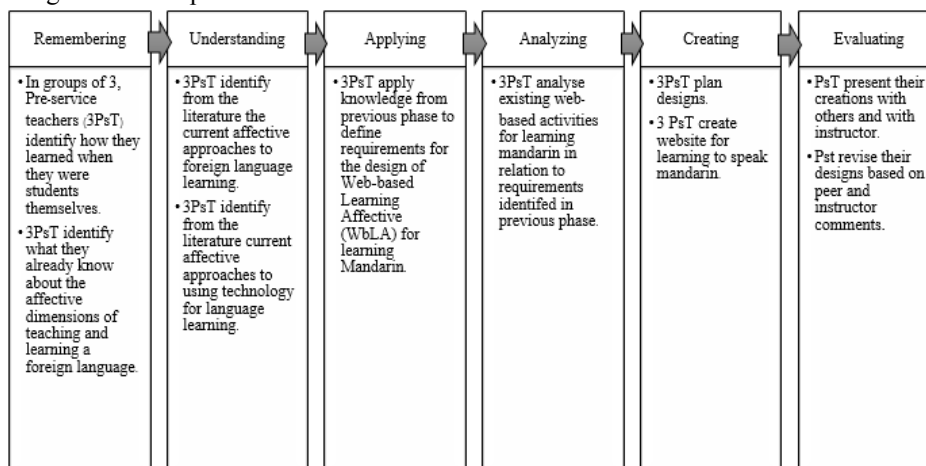 Remembering
Understanding
Applying
Analyzing
Creating
Evaluating
•In groups of 3,
Pre-service
teachers (3PsT)
identify how they
learned when
they were
students
themselves.
•3PsT identify
what they
already know
about the
affective
dimensions of
teaching and
learning a
foreign language.
•3PsT identify
from the
literature the
current affective
approaches to
foreign language
learning.
•3PsT identify
from the
literature current
affective
approaches to
using technology
for language
learning.
•3PsT apply
knowledge from
previous phase to
define
requirements for
the design of
Web-based
Learning
Affective
(WbLA) for
learning
Mandarin.
•3PsT analyse
existing web-
based activities
for learning
mandarin in
relation to
requirements
identifed in
previous phase.
•3PsT plan
designs.
•3 PsT create
website for
learning to speak
mandarin.
•PsT present their
creations with
others and with
instructor.
•Pst revise their
designs based on
peer and
instructor
comments.